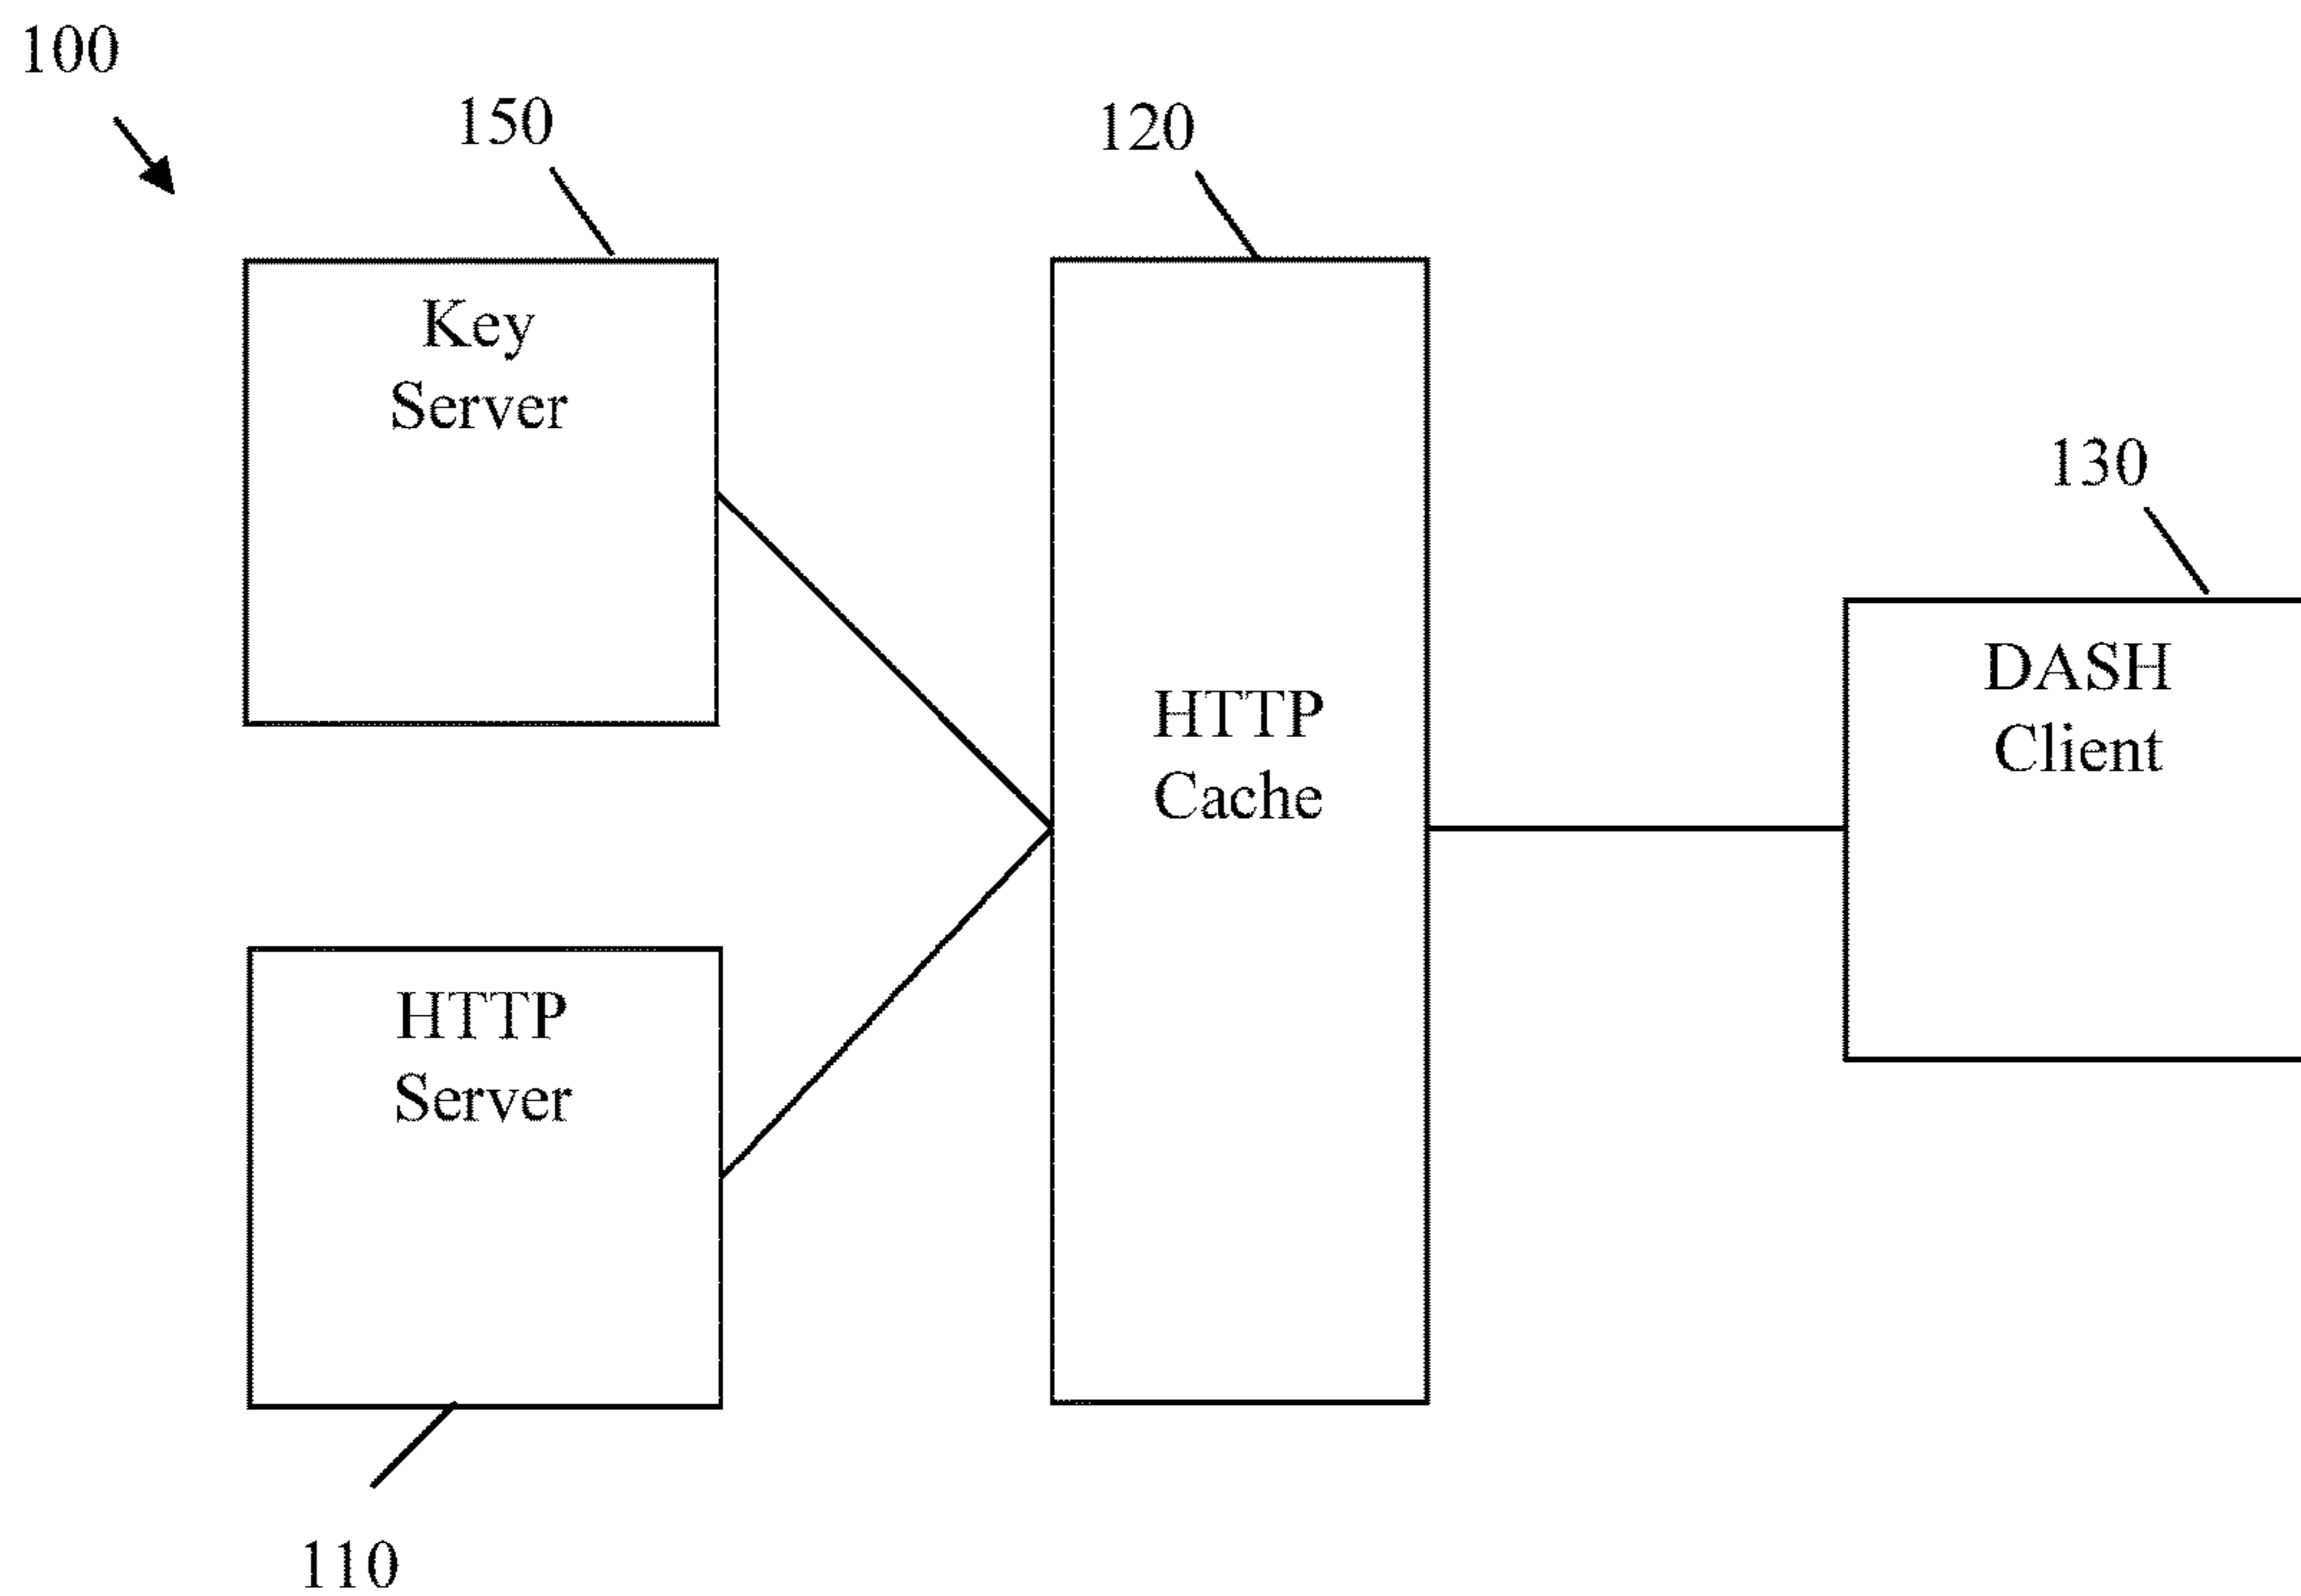 100
150
120
Key
Server
130
DASH
Client
HTTP
Cache
HTTP
Server
110